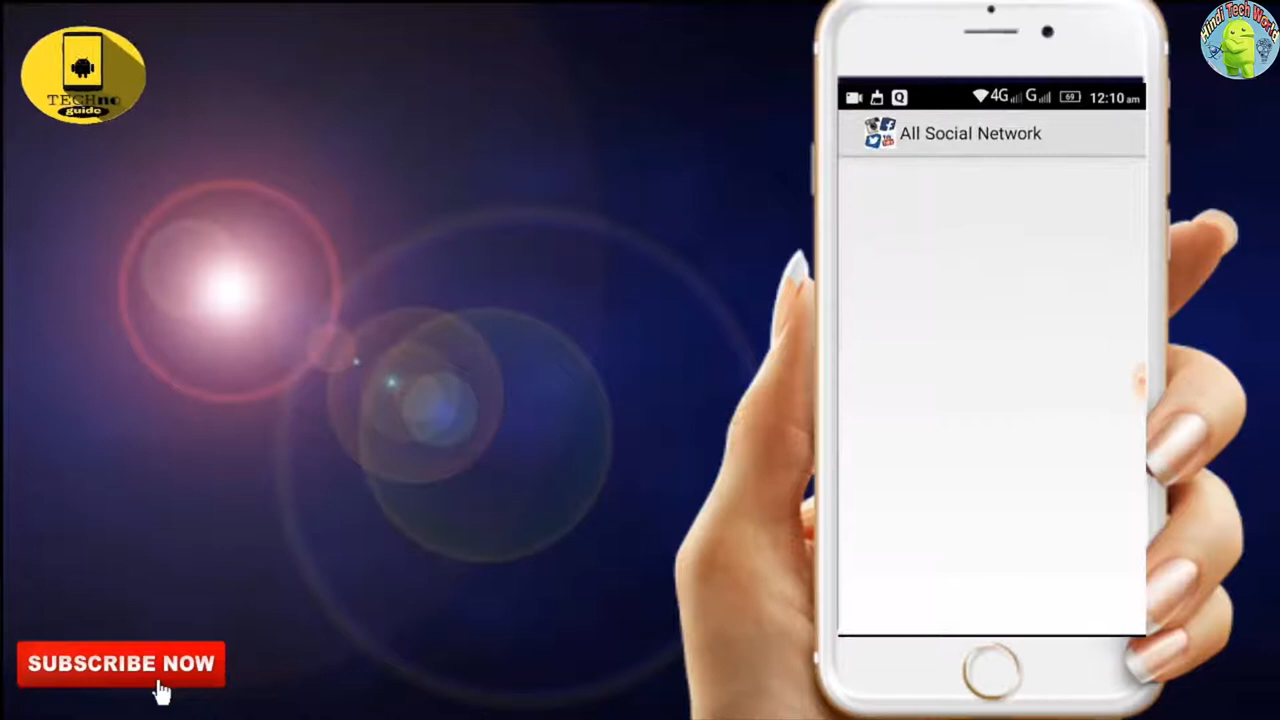 TECHno
guide
Hindi Tech World
4G G 69 12:10 am
All Social Network
SUBSCRIBE NOW